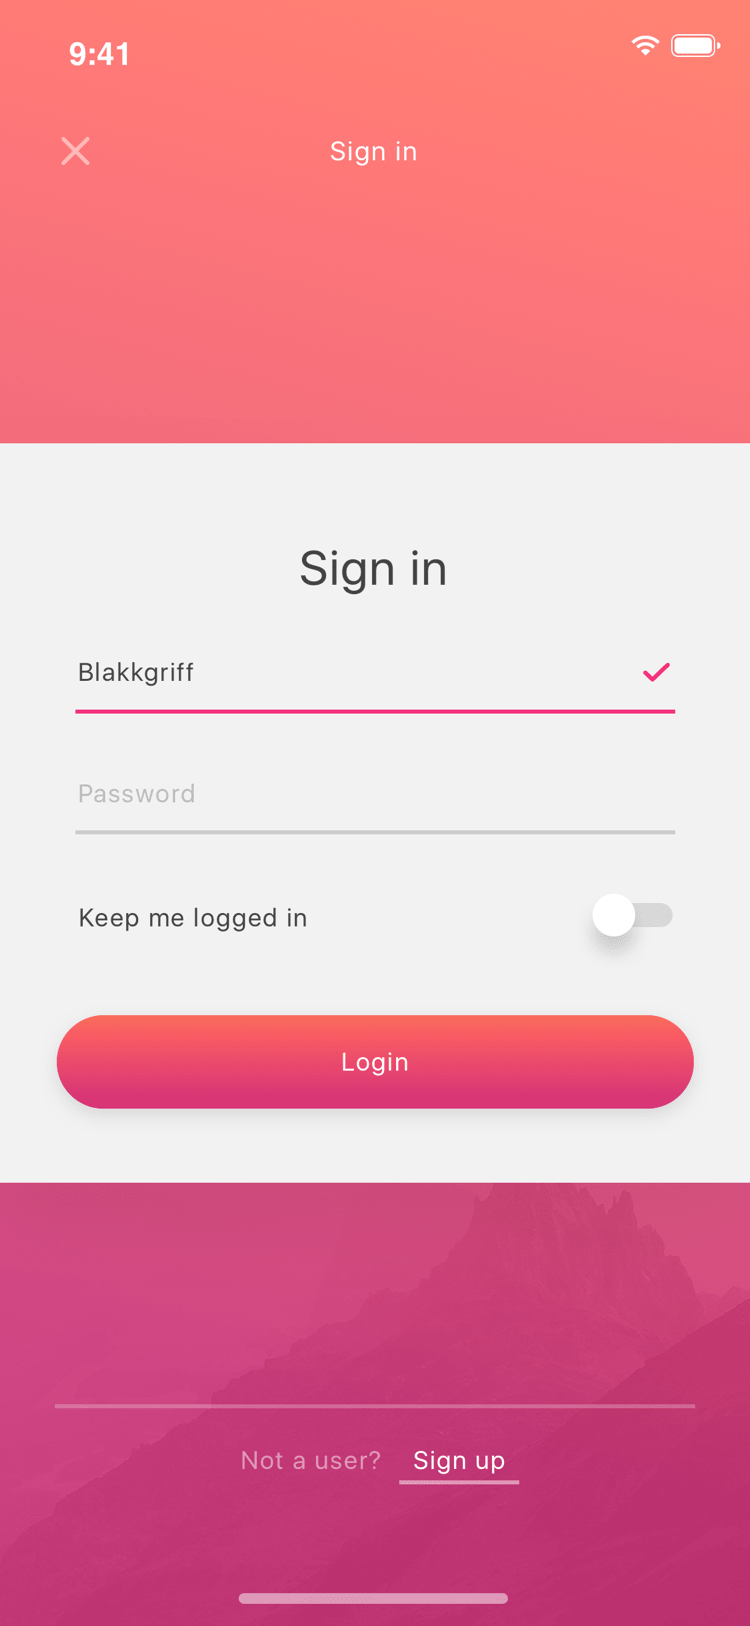 9:41
Sign in
Sign in
Blakkgriff
Password
Keep me logged in
Login
Not a user? Sign up